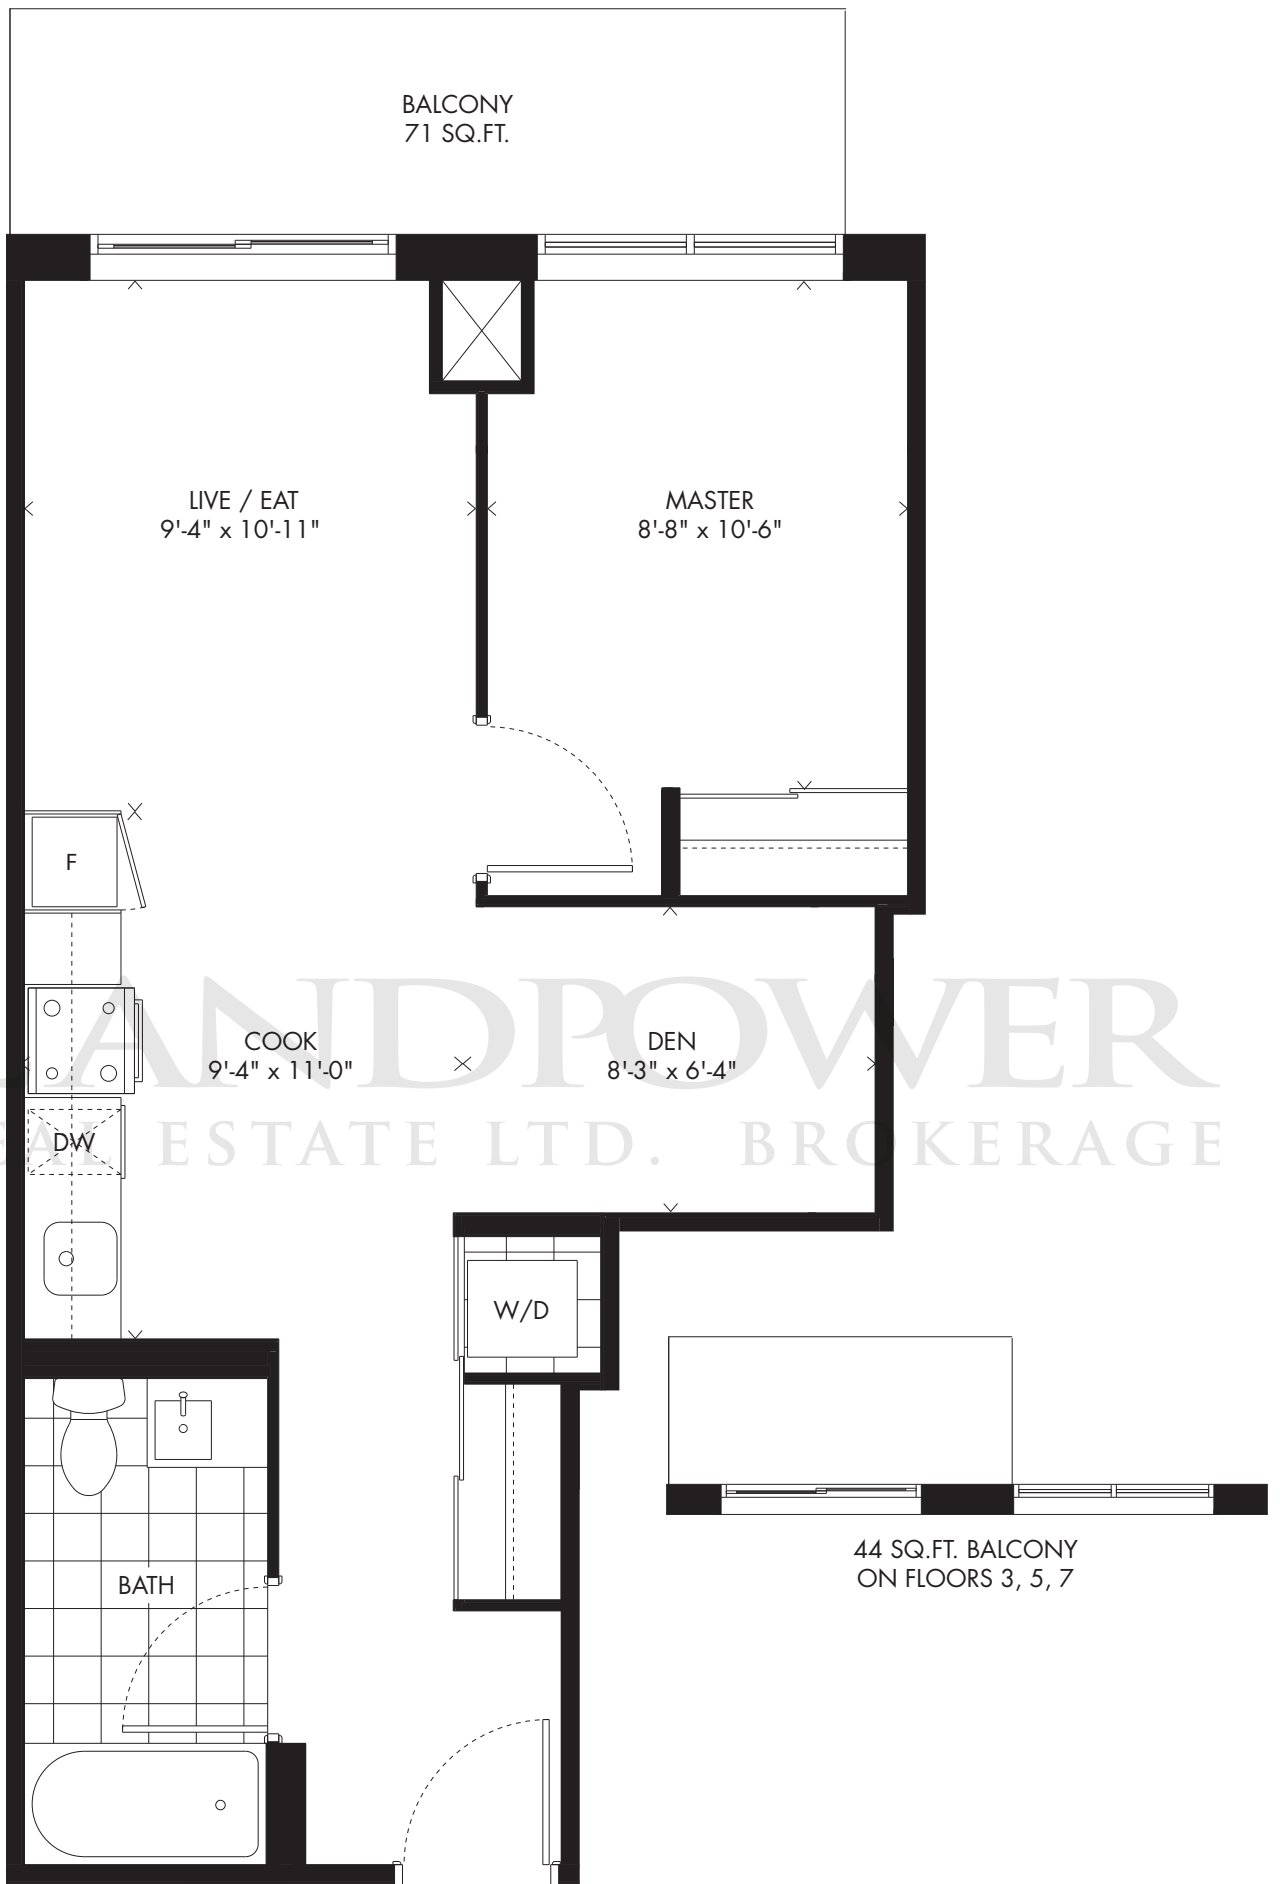 BALCONY
71 SQ.FT.
LIVE / EAT
9'-4" x 10'-11"
MASTER
8'-8" x 10'-6"
F
LANDPOWER
COOK
9'-4" x 11'-0"
DEN
8'-3" x 6'-4"
REAL ESTATE LTD. BROKERAGE
DW
W/D
44 SQ.FT. BALCONY
ON FLOORS 3, 5, 7
BATH